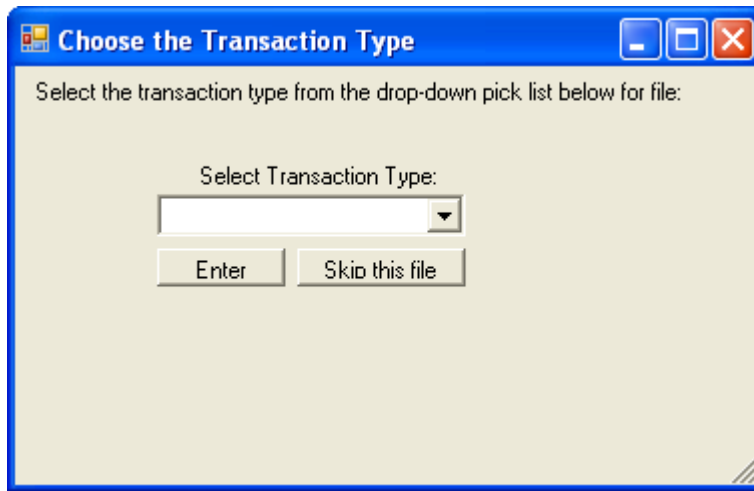 Choose the Transaction Type
Select the transaction type from the drop-down pick list below for file:
Select Transaction Type:
Enter
Skip this file